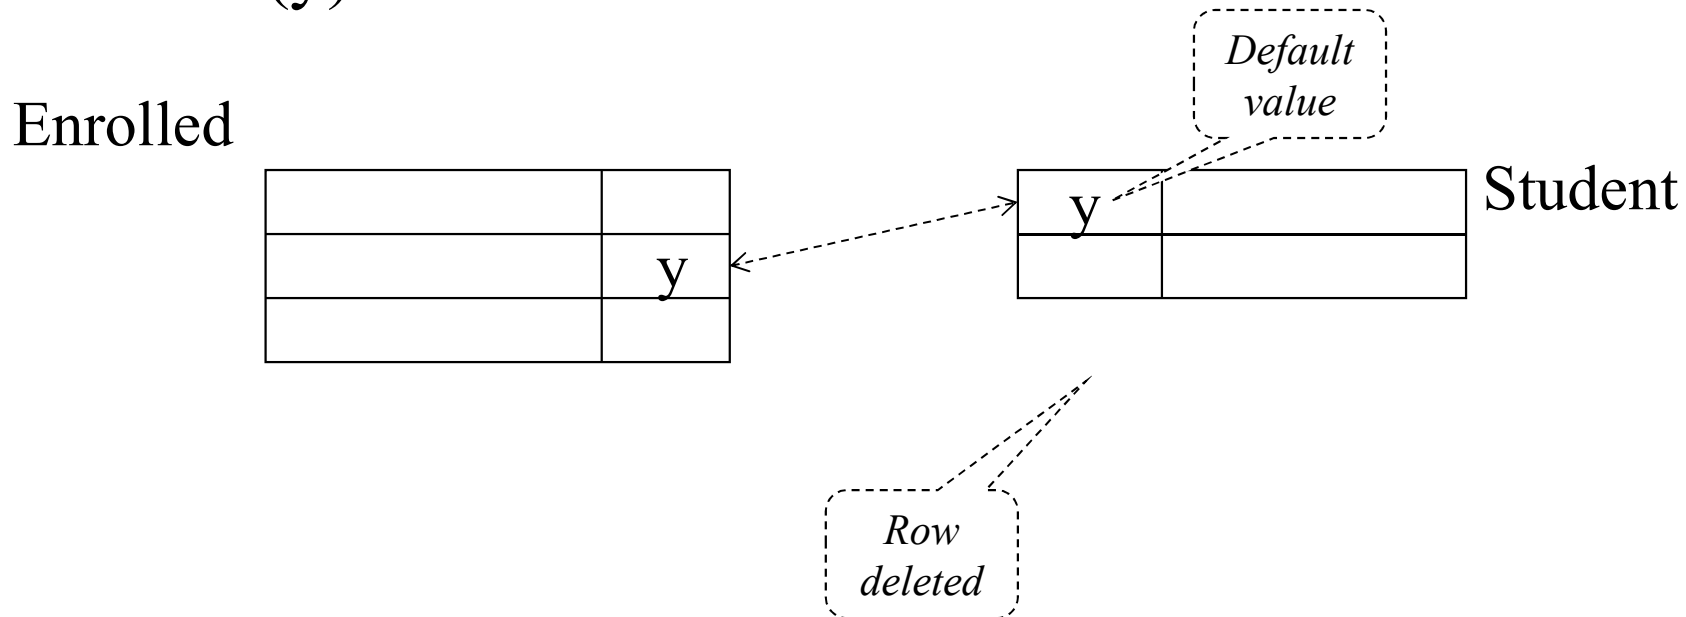 (y)
Default
value
Enrolled
Student
y
y
Row
deleted